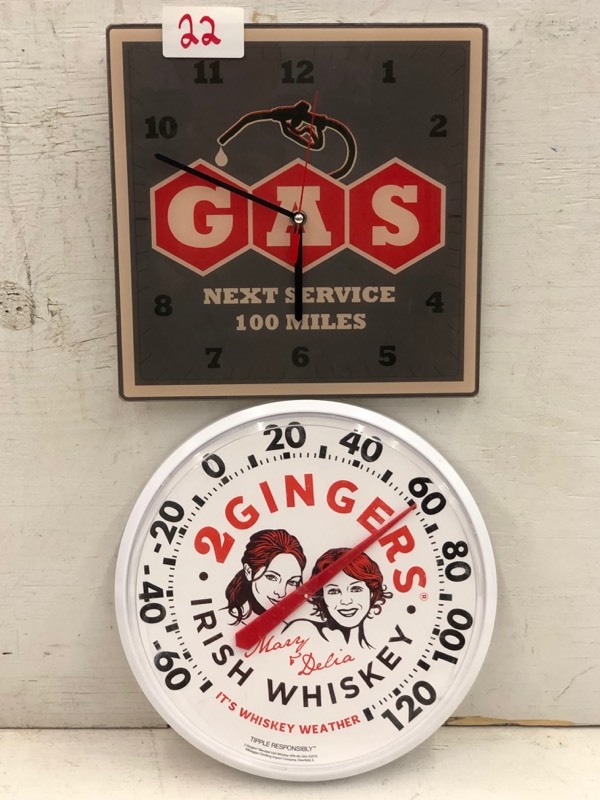 22
11 12 1
10 2
GAS
NEXT SERVICE
8 4
100 MILES
7 6 5
20
0 40
-20 60
-40 80
-60 100
120
2GINGERS®
Mary
& Delia
• IRISH WHISKEY •
IT'S WHISKEY WEATHER
TIPPLE RESPONSIBLY™